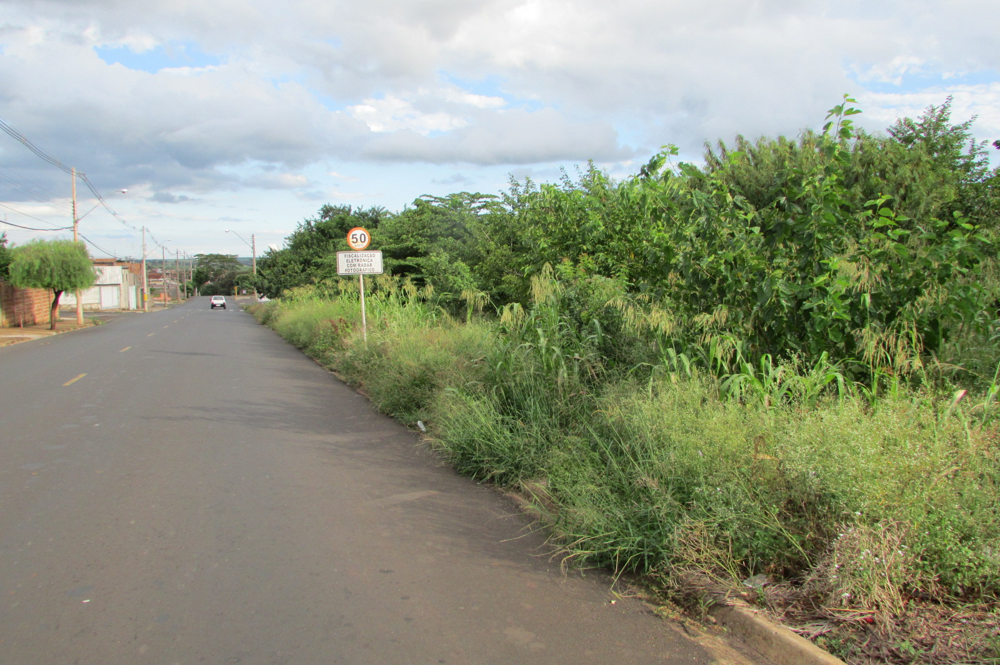 50
FISCALIZAÇÃO
ELETRÔNICA
COM RADAR
FOTOGRÁFICO